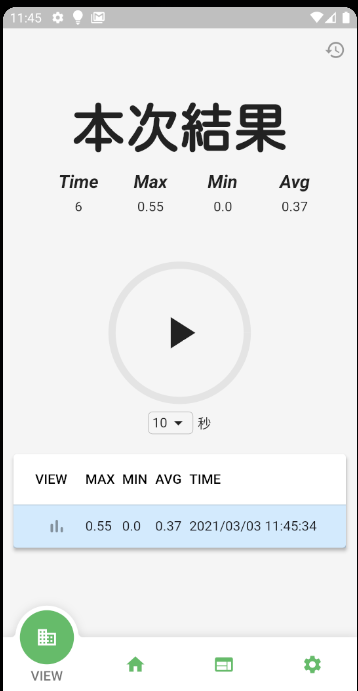 11:45
本次結果
Time Max Min Avg
6 0.55 0.0 0.37
10 秒
VIEW MAX MIN AVG TIME
0.55 0.0 0.37 2021/03/03 11:45:34
VIEW